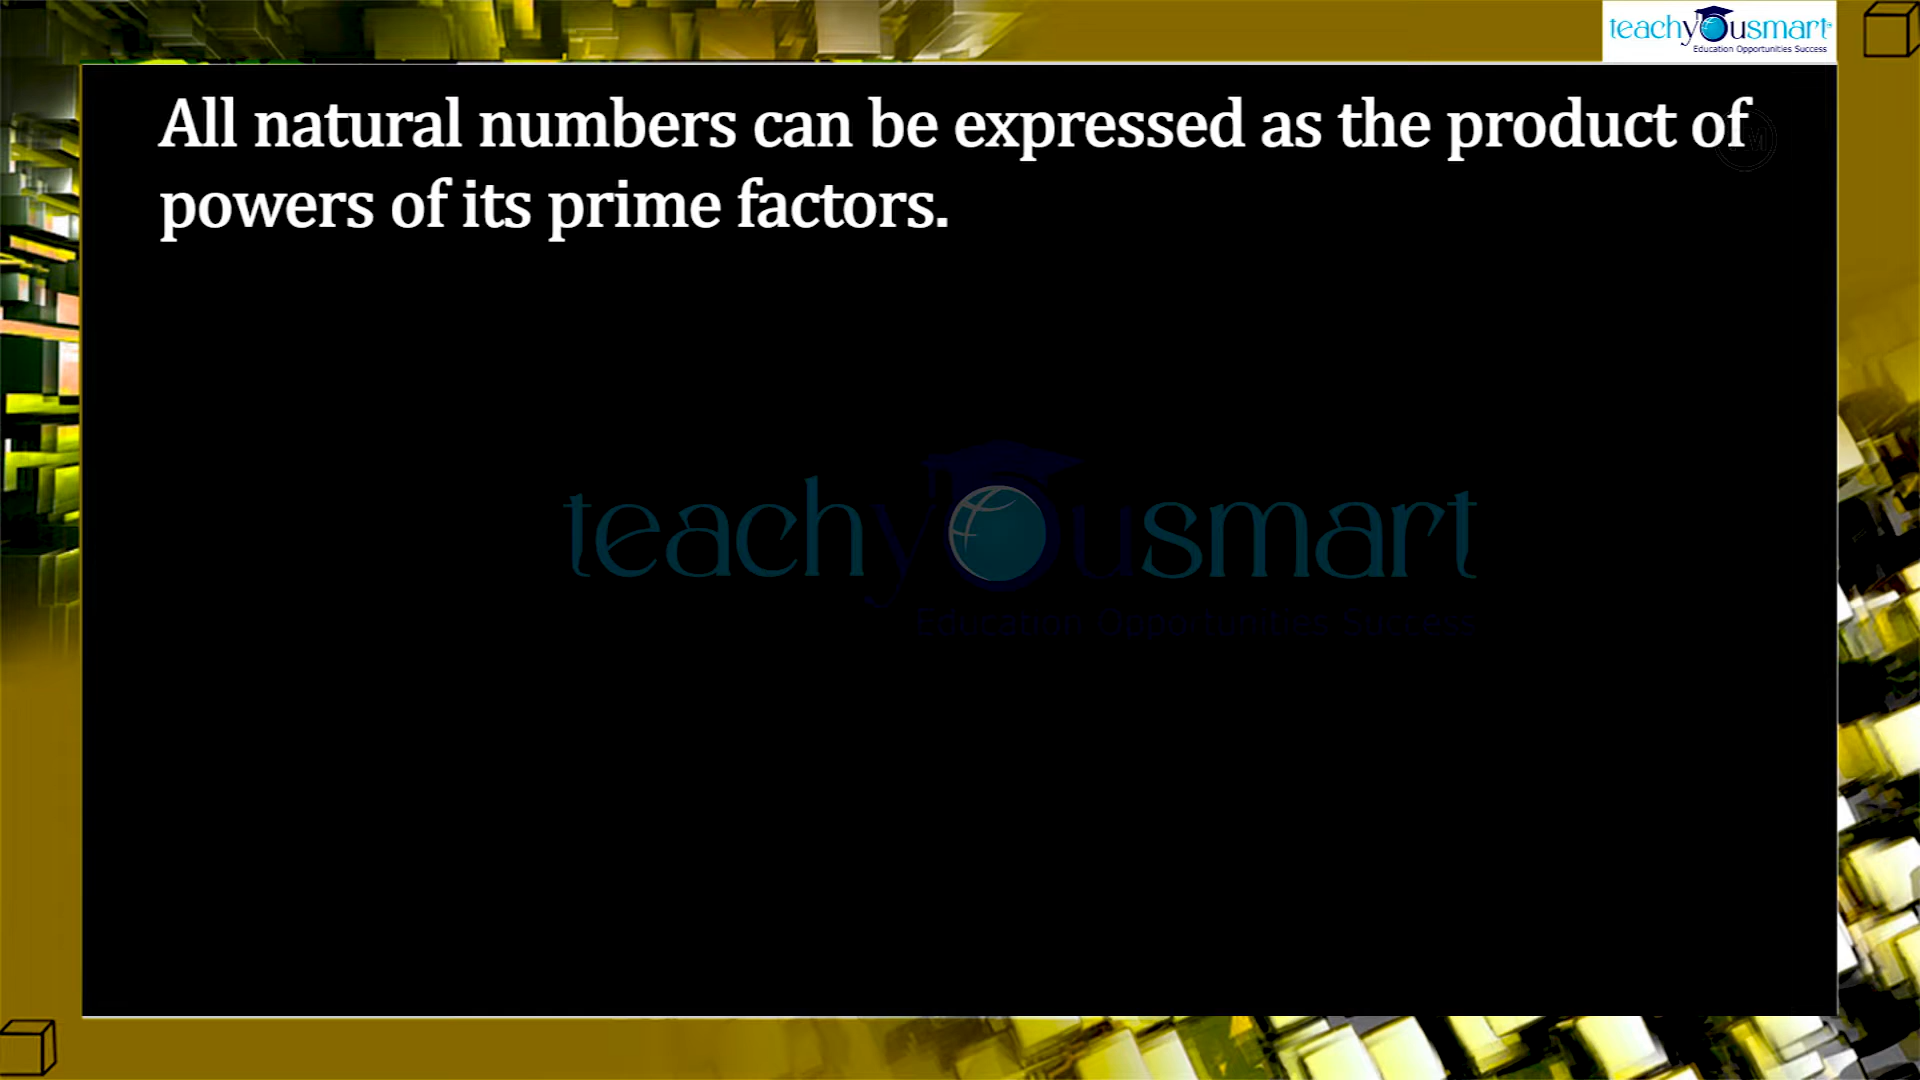 teachyousmart
Education Opportunities Success
All natural numbers can be expressed as the product of
powers of its prime factors.
teachyousmart
Education Opportunities Success